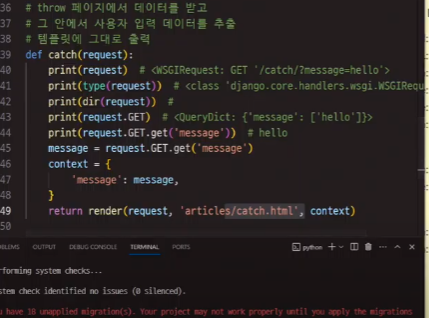 36 # throw 페이지에서 데이터를 받고
37 # 그 안에서 사용자 입력 데이터를 추출
38 # 템플릿에 그대로 출력
39 def catch(request):
40 print(request) # <WSGIRequest: GET '/catch/?message=hello'>
41 print(type(request)) # <class 'django.core.handlers.wsgi.WSGIRequ
42 print(dir(request)) #
43 print(request.GET) # <QueryDict: {'message': ['hello']}>
44 print(request.GET.get('message')) # hello
45 message = request.GET.get('message')
46 context = {
47 'message': message,
48 }
49 return render(request, 'articles/catch.html', context)
50
BLEMS OUTPUT DEBUG CONSOLE TERMINAL PORTS python
rforming system checks...
stem check identified no issues (0 silenced).
u have 18 unapplied migration(s). Your project may not work properly until you apply the migrations